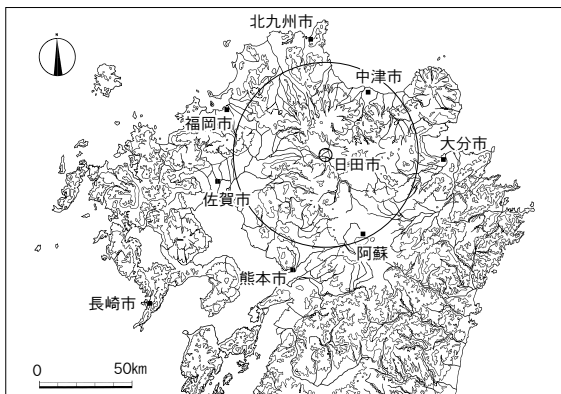 北九州市
中津市
福岡市
大分市
日田市
佐賀市
阿蘇
熊本市
長崎市
0 50km